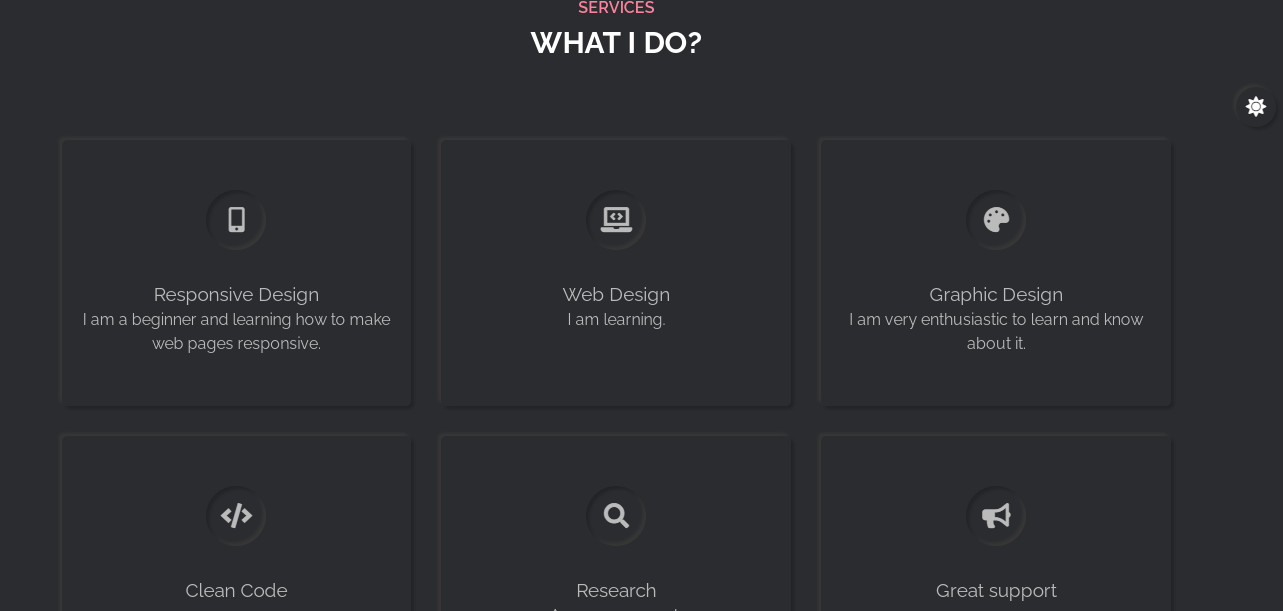 SERVICES
WHAT I DO?
Responsive Design
I am a beginner and learning how to make
web pages responsive.
Web Design
I am learning.
Graphic Design
I am very enthusiastic to learn and know
about it.
Clean Code
Research
Great support